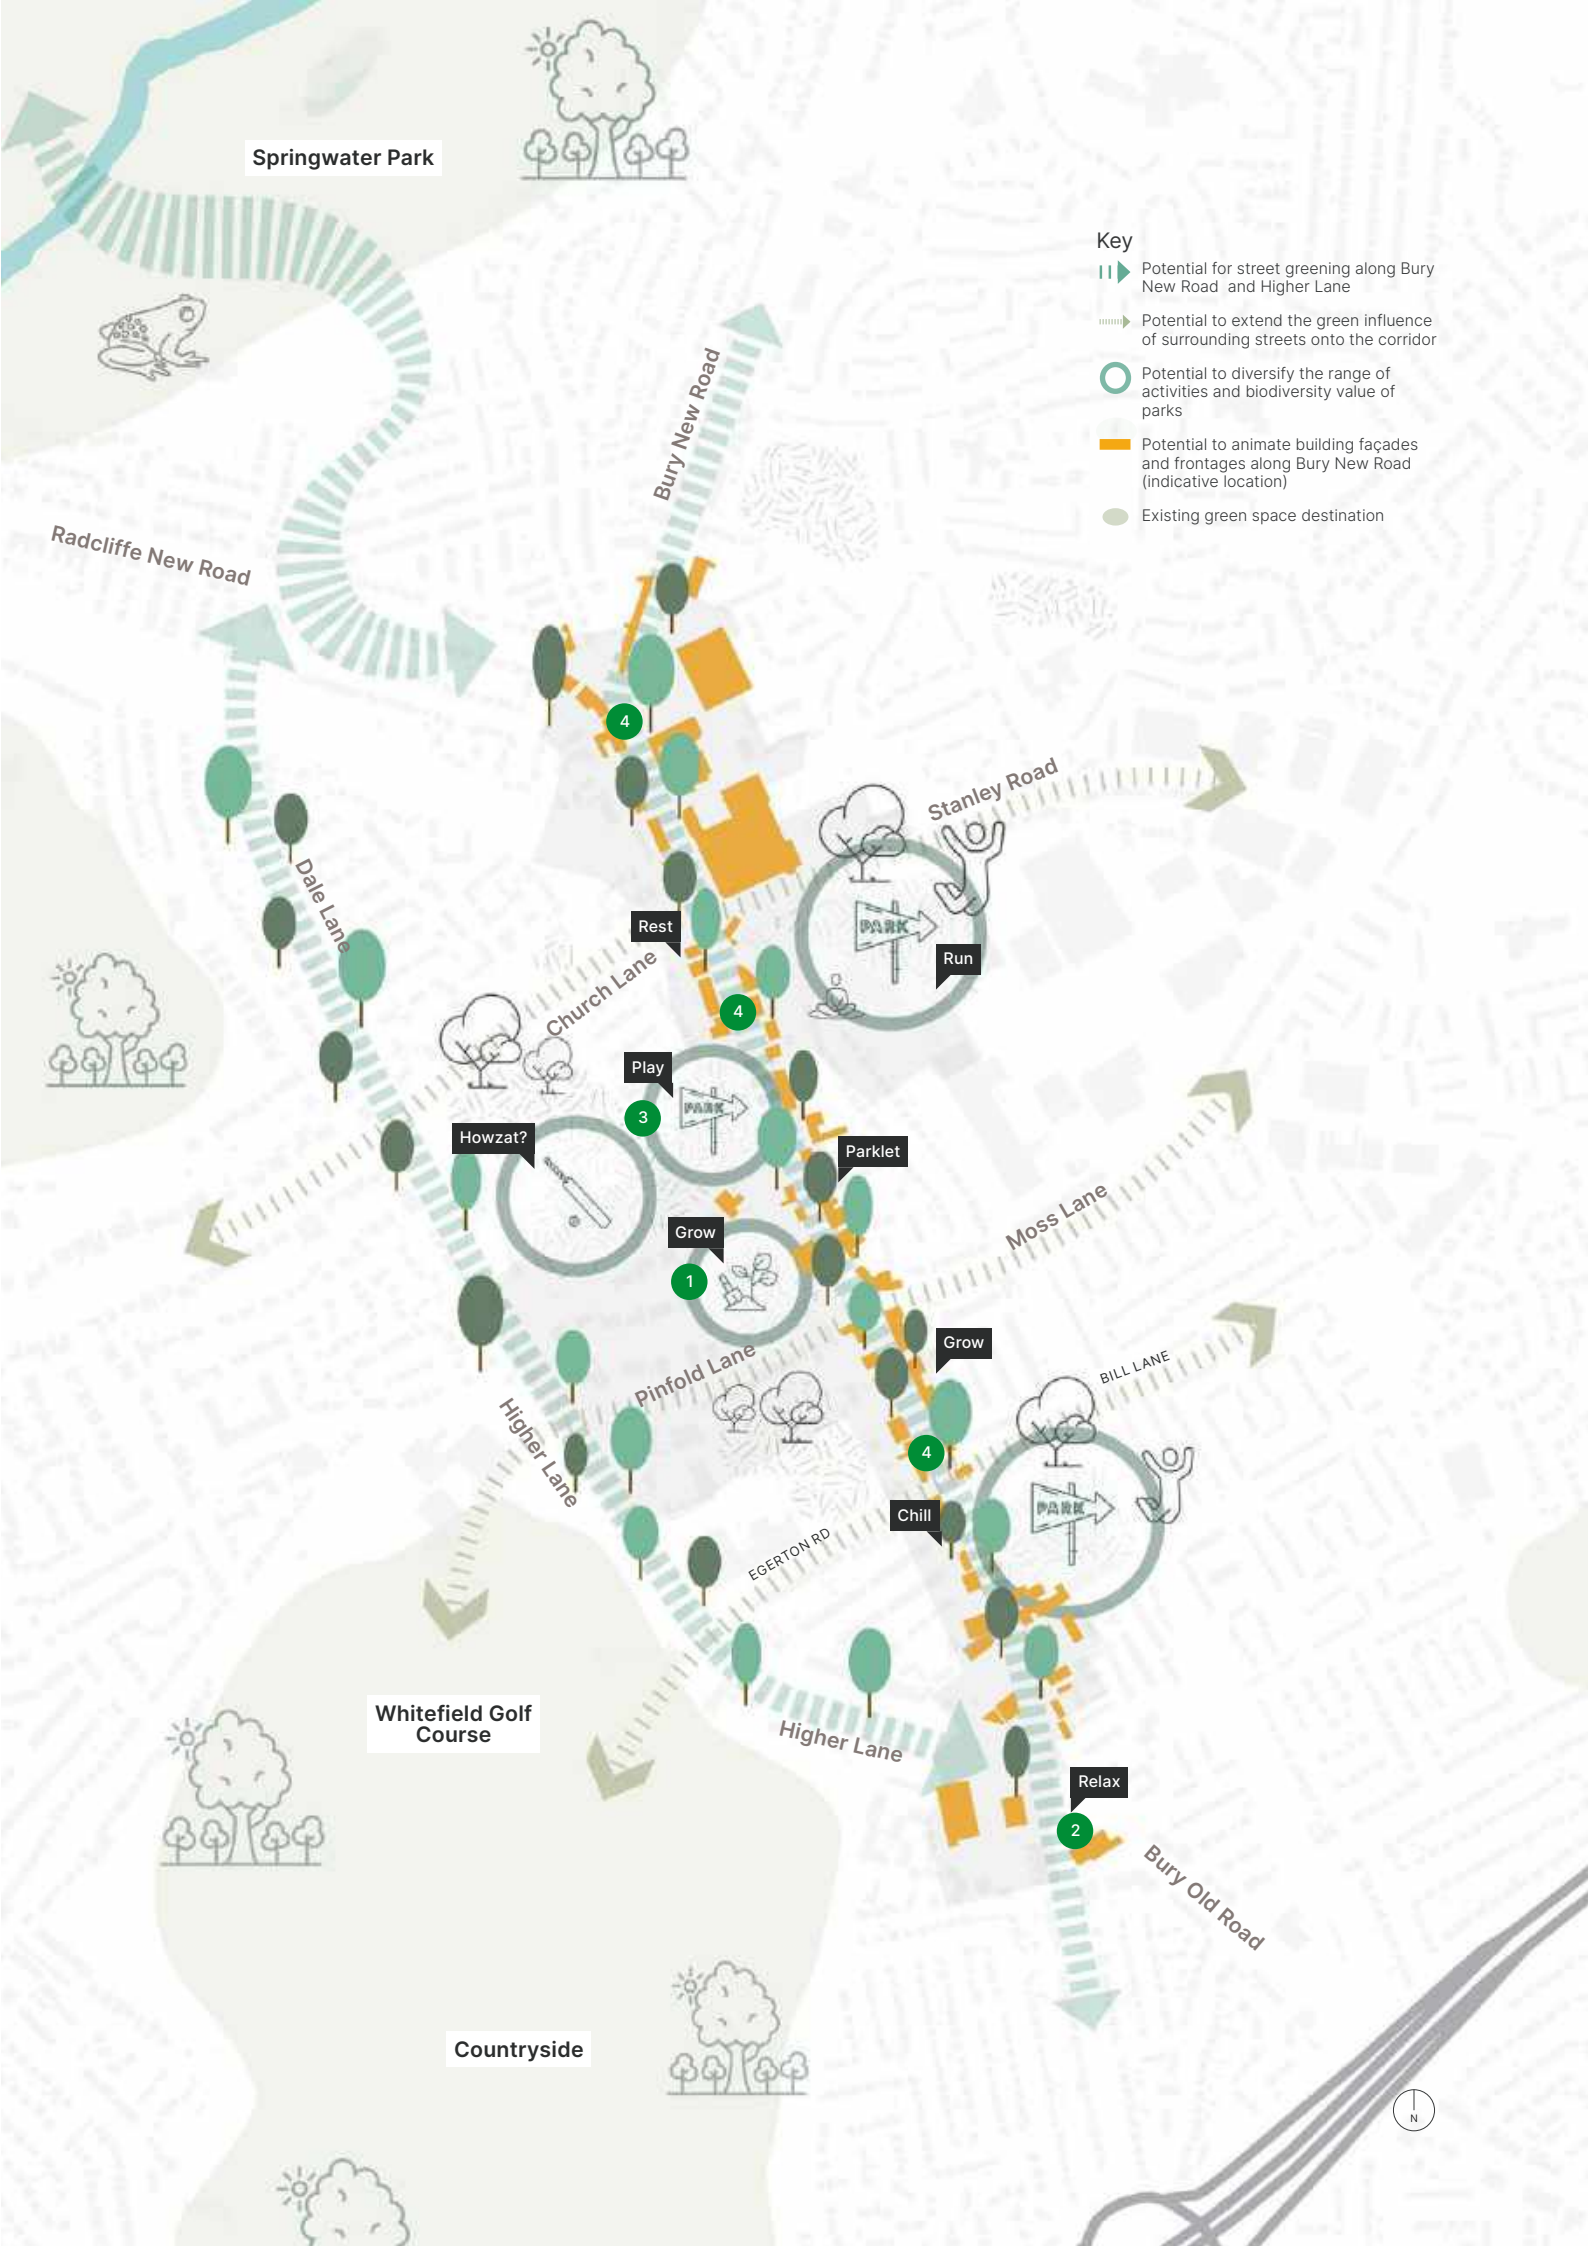 Springwater Park
Key
Potential for street greening along Bury
New Road and Higher Lane
Potential to extend the green influence
of surrounding streets onto the corridor
Potential to diversify the range of
activities and biodiversity value of
parks
Potential to animate building façades
and frontages along Bury New Road
(indicative location)
Existing green space destination
Bury New Road
Radcliffe New Road
4
Stanley Road
Dale Lane
Rest
PARK
Run
Church Lane
4
Play
PARK
3
Howzat?
Parklet
Moss Lane
Grow
1
Grow
Pinfold Lane
BILL LANE
Higher Lane
4
PARK
Chill
EGERTON RD
Whitefield Golf
Course
Higher Lane
Relax
2
Bury Old Road
Countryside
N